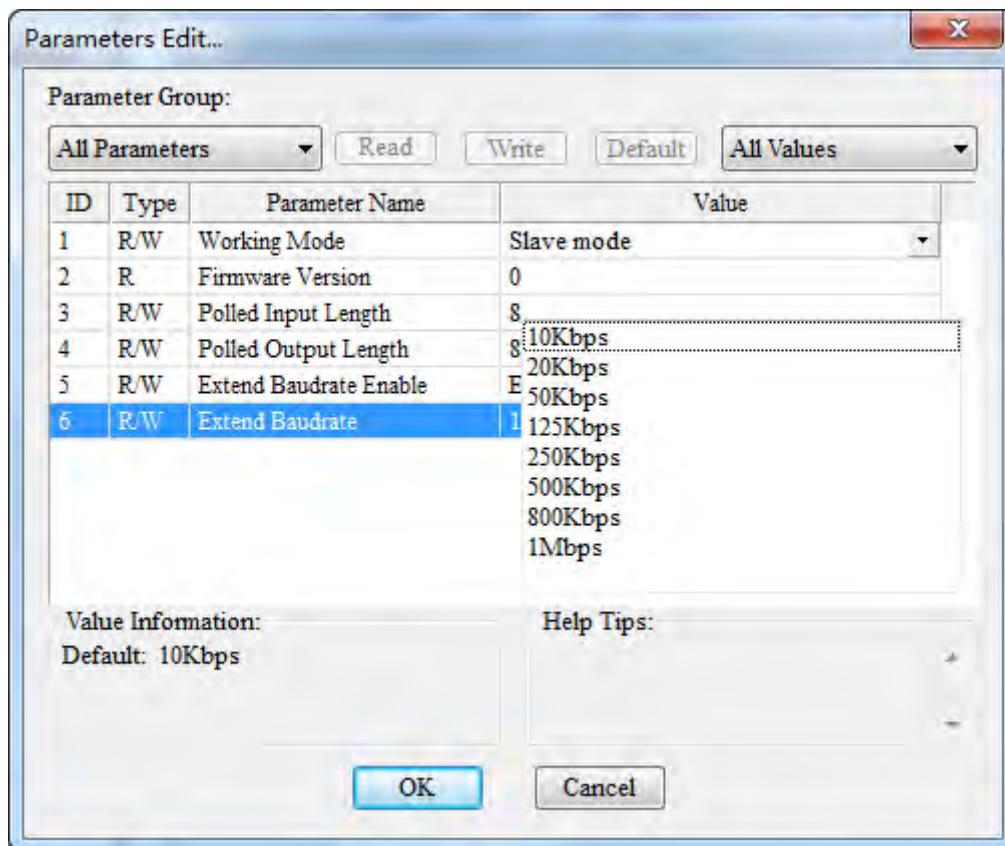 Parameters Edit...
Parameter Group:
All Parameters Read Write Default All Values
ID Type Parameter Name Value
1 R/W Working Mode Slave mode
2 R Firmware Version 0
3 R/W Polled Input Length 8
4 R/W Polled Output Length 8
5 R/W Extend Baudrate Enable E
6 R/W Extend Baudrate 1
10Kbps
20Kbps
50Kbps
125Kbps
250Kbps
500Kbps
800Kbps
1Mbps
Value Information:
Default: 10Kbps
Help Tips:
OK Cancel